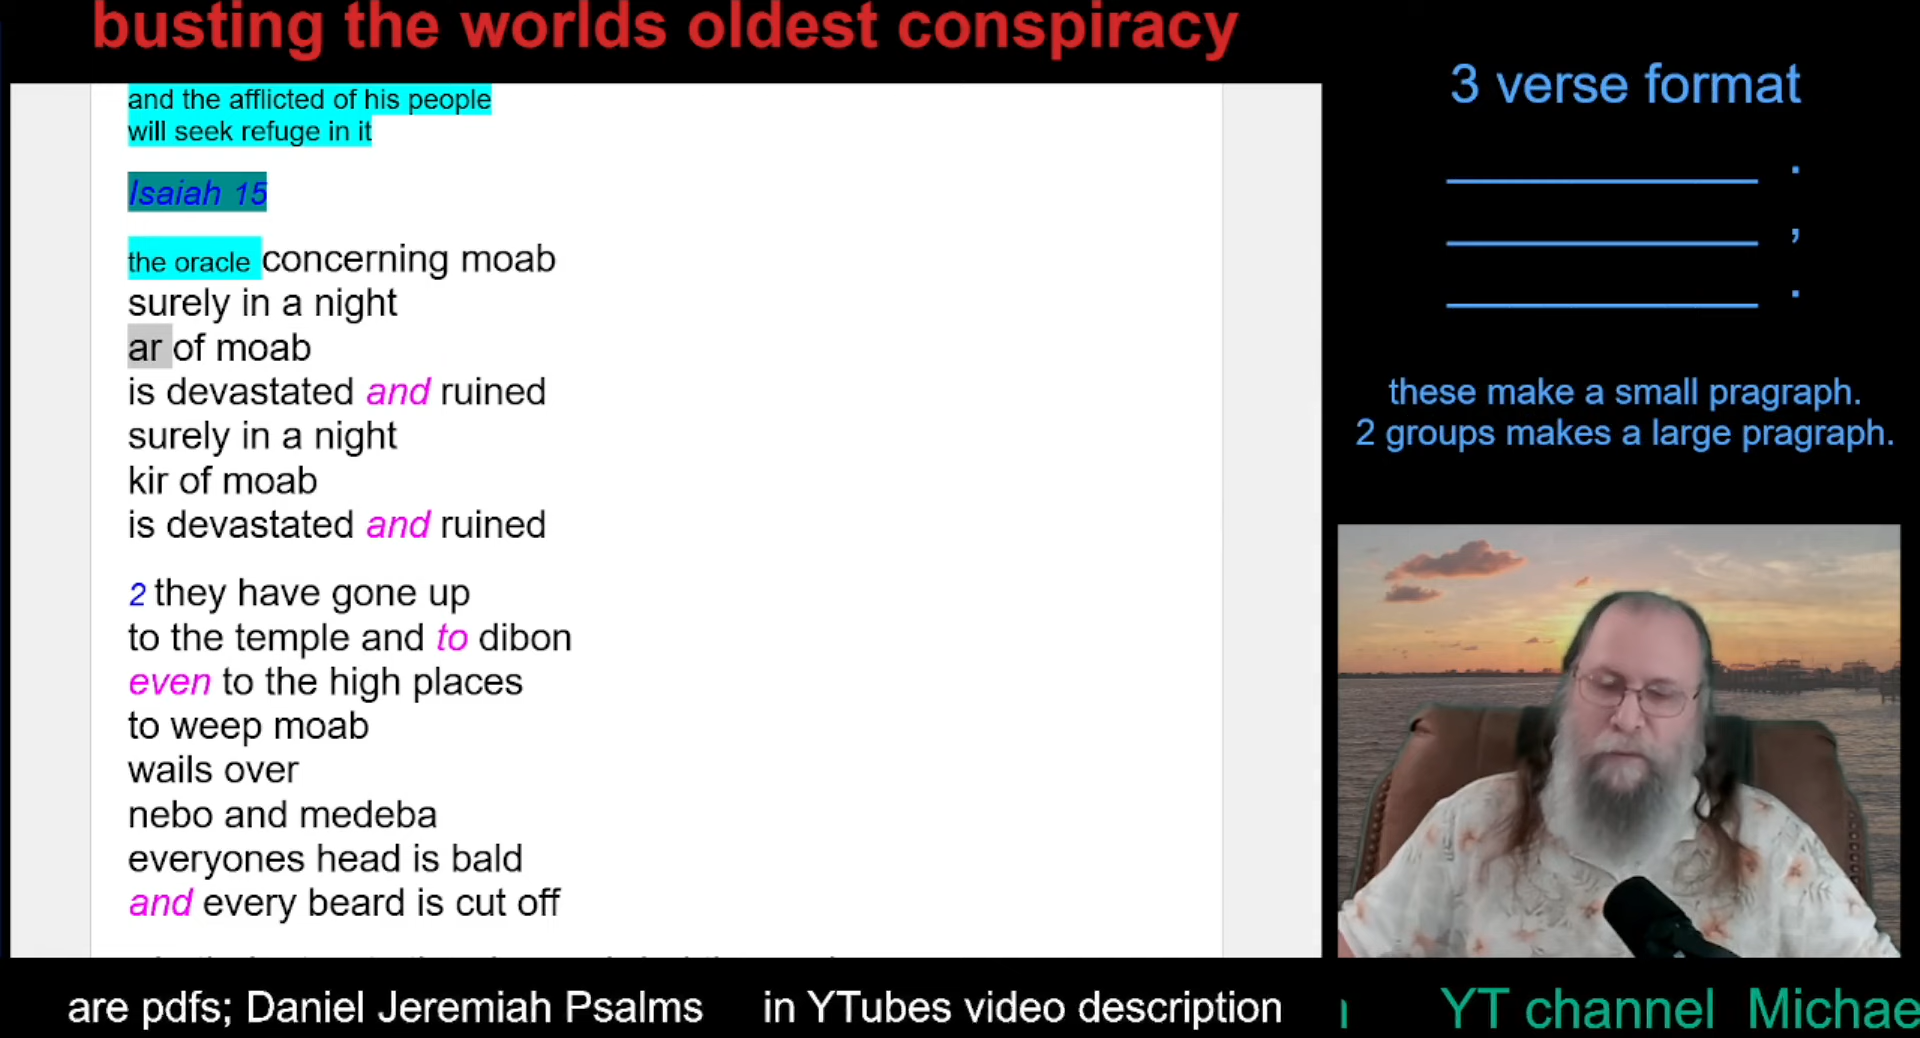 busting the worlds oldest conspiracy
and the afflicted of his people
will seek refuge in it
Isaiah 15
the oracle concerning moab
surely in a night
ar of moab
is devastated and ruined
surely in a night
kir of moab
is devastated and ruined
2 they have gone up
to the temple and to dibon
even to the high places
to weep moab
wails over
nebo and medeba
everyones head is bald
and every beard is cut off
3 verse format
.
,
.
these make a small pragraph.
2 groups makes a large pragraph.
are pdfs; Daniel Jeremiah Psalms in YTubes video description
YT channel Michae